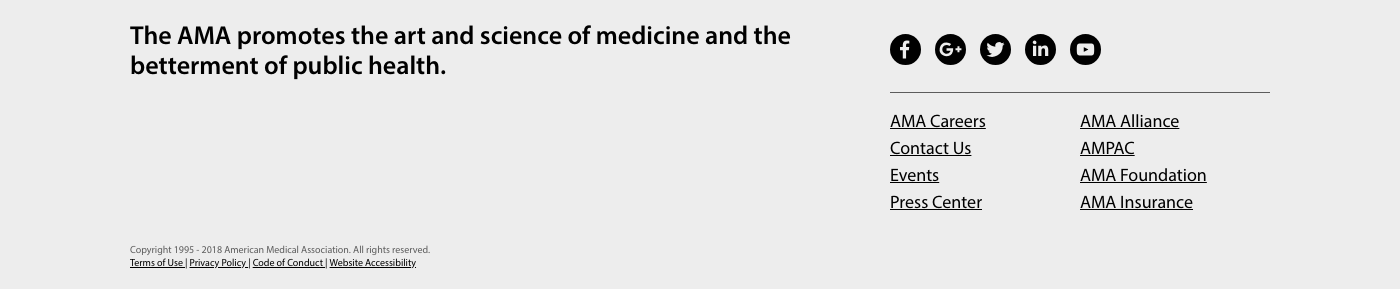 The AMA promotes the art and science of medicine and the
betterment of public health.
AMA Careers
Contact Us
Events
Press Center
AMA Alliance
AMPAC
AMA Foundation
AMA Insurance
Copyright 1995 - 2018 American Medical Association. All rights reserved.
Terms of Use | Privacy Policy | Code of Conduct | Website Accessibility